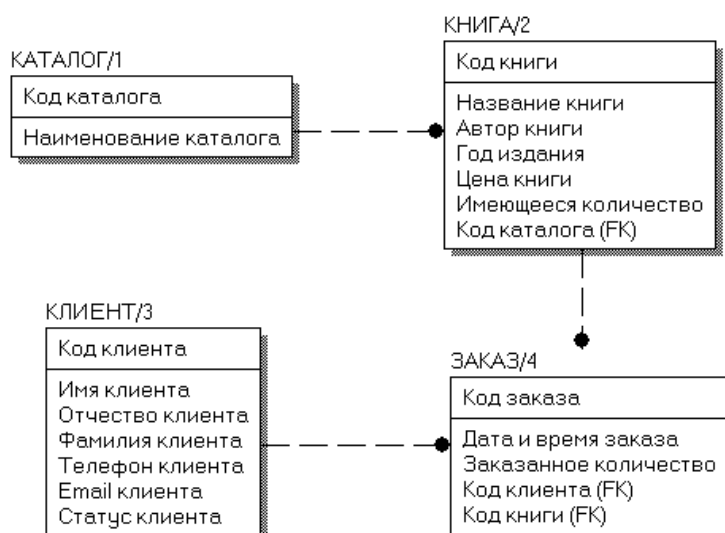 КАТАЛОГ/1
Код каталога
Наименование каталога
КНИГА/2
Код книги
Название книги
Автор книги
Год издания
Цена книги
Имеющееся количество
Код каталога (FK)
КЛИЕНТ/3
Код клиента
Имя клиента
Отчество клиента
Фамилия клиента
Телефон клиента
Email клиента
Статус клиента
ЗАКАЗ/4
Код заказа
Дата и время заказа
Заказанное количество
Код клиента (FK)
Код книги (FK)